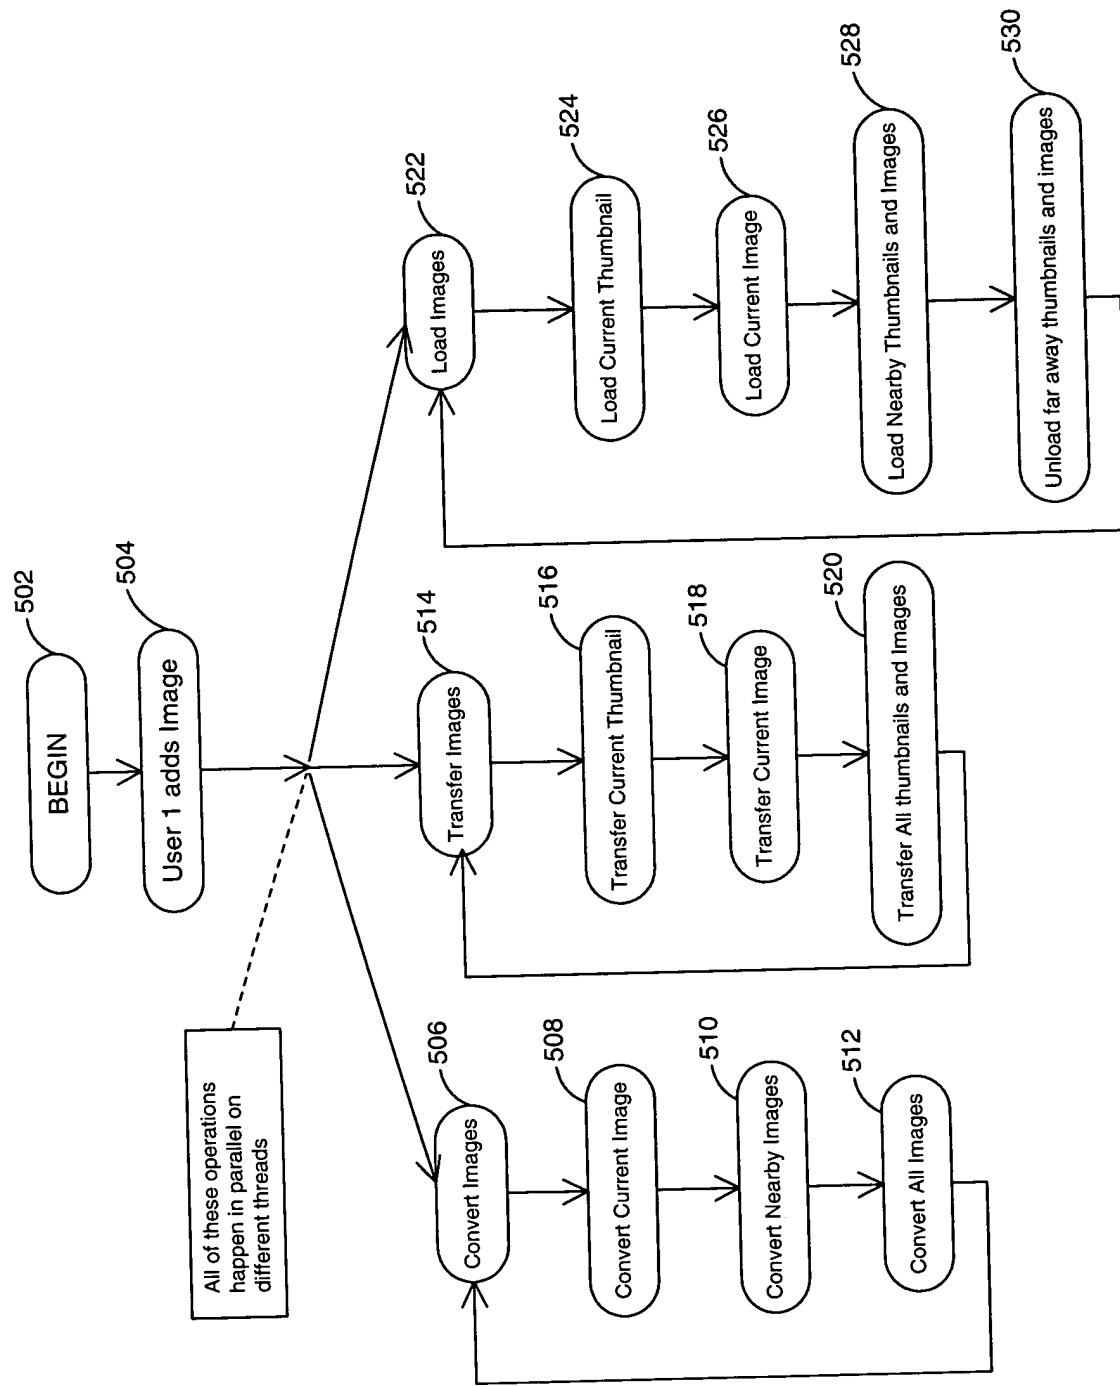 502
BEGIN
504
User 1 adds Image
All of these operations
happen in parallel on
different threads
506
Convert Images
508
Convert Current Image
510
Convert Nearby Images
512
Convert All Images
514
Transfer Images
516
Transfer Current Thumbnail
518
Transfer Current Image
520
Transfer All thumbnails and Images
522
Load Images
524
Load Current Thumbnail
526
Load Current Image
528
Load Nearby Thumbnails and Images
530
Unload far away thumbnails and images